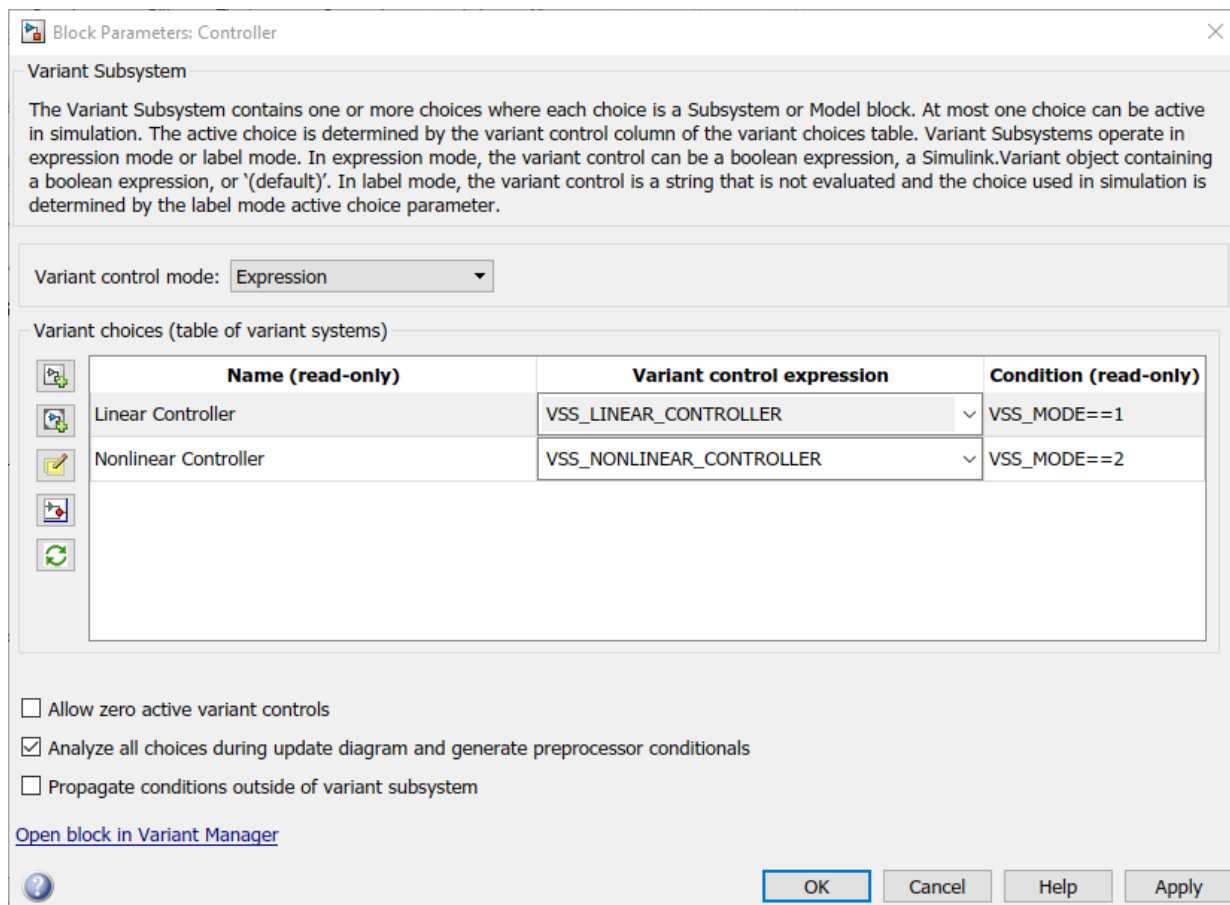 Block Parameters: Controller
Variant Subsystem
The Variant Subsystem contains one or more choices where each choice is a Subsystem or Model block. At most one choice can be active
in simulation. The active choice is determined by the variant control column of the variant choices table. Variant Subsystems operate in
expression mode or label mode. In expression mode, the variant control can be a boolean expression, a Simulink.Variant object containing
a boolean expression, or ‘(default)’. In label mode, the variant control is a string that is not evaluated and the choice used in simulation is
determined by the label mode active choice parameter.
Variant control mode: Expression
Variant choices (table of variant systems)
Name (read-only) Variant control expression Condition (read-only)
Linear Controller VSS_LINEAR_CONTROLLER VSS_MODE==1
Nonlinear Controller VSS_NONLINEAR_CONTROLLER VSS_MODE==2
Allow zero active variant controls
Analyze all choices during update diagram and generate preprocessor conditionals
Propagate conditions outside of variant subsystem
Open block in Variant Manager
? OK Cancel Help Apply